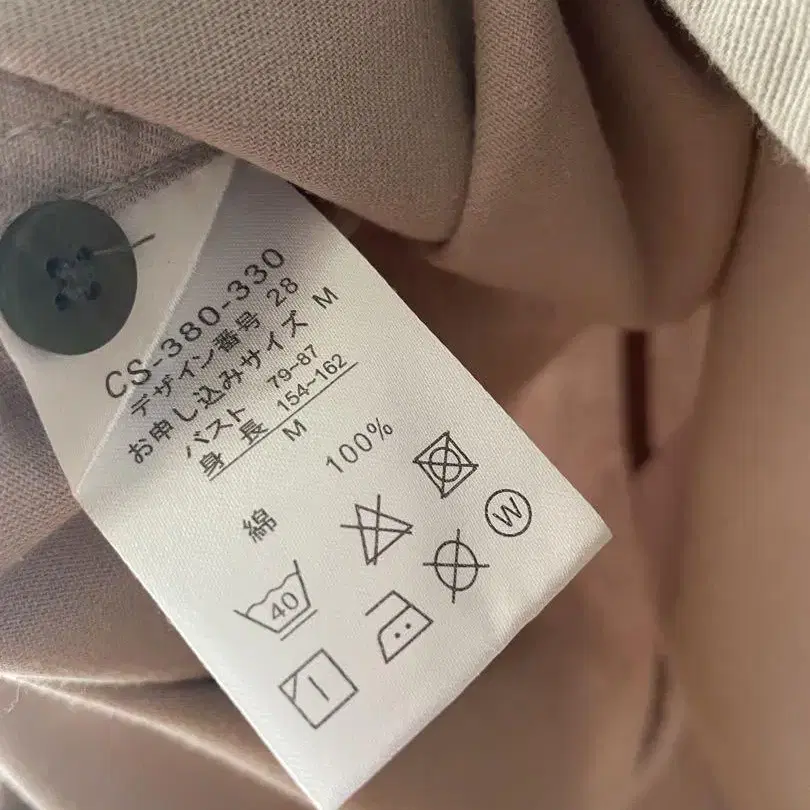 CS-380-330
デザイン番号 28
お申し込みサイズ M
バスト 79~87
身長 154~162
M
綿 100%
40
W